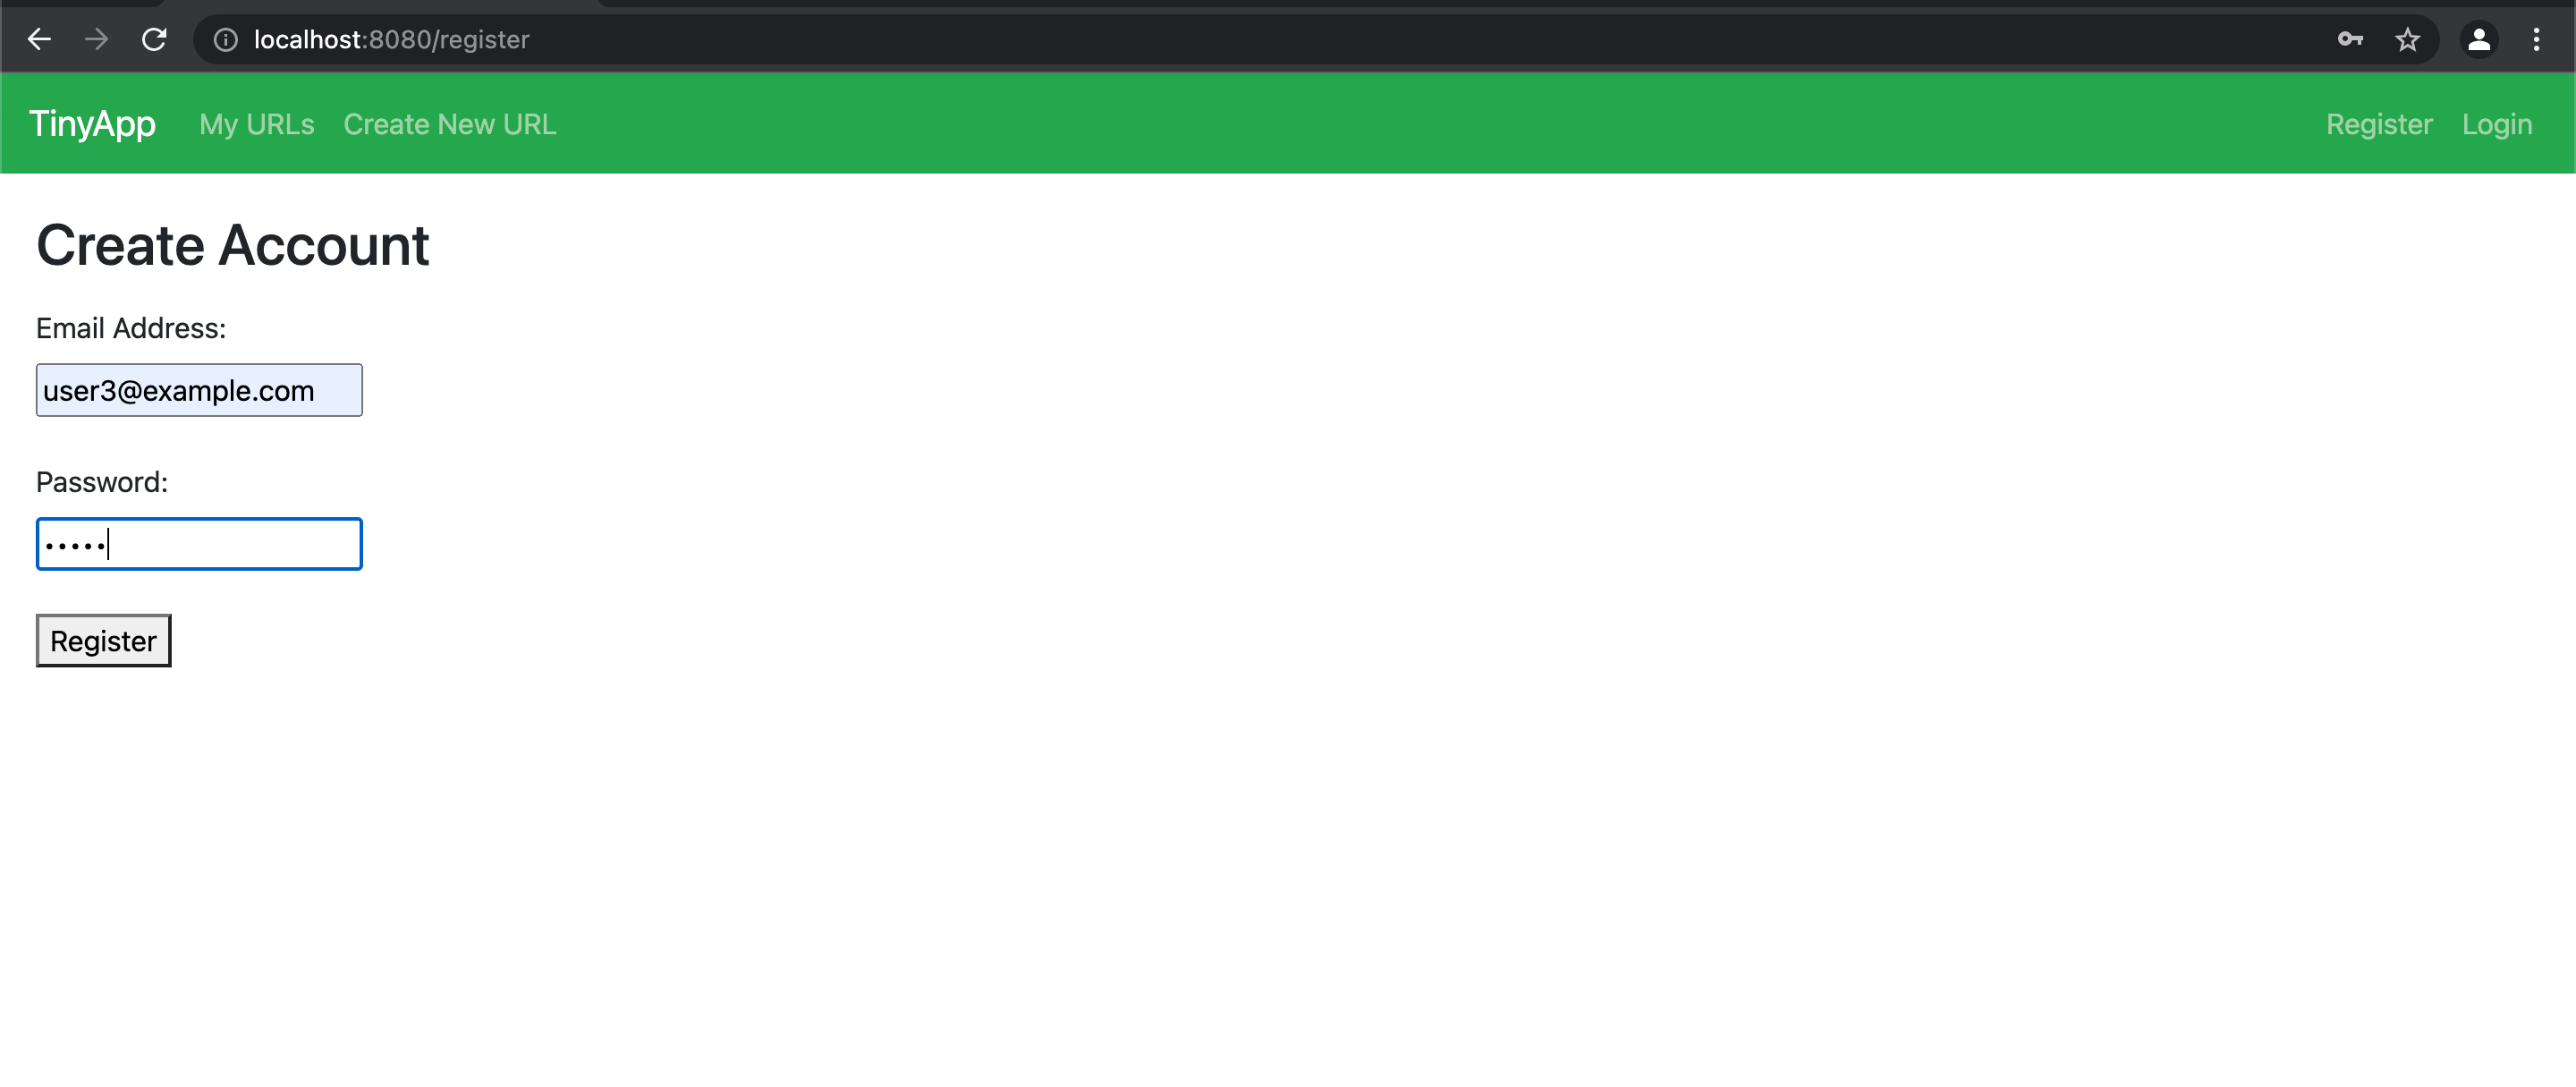 localhost:8080/register
TinyApp My URLs Create New URL Register Login
Create Account
Email Address:
user3@example.com
Password:
•••••
Register